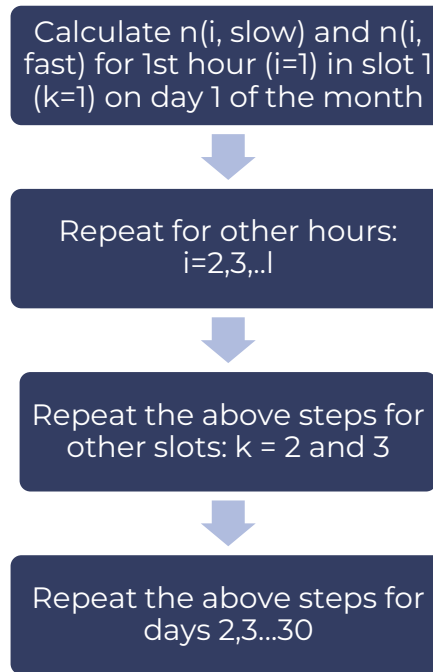 Calculate n(i, slow) and n(i,
fast) for 1st hour (i=1) in slot 1
(k=1) on day 1 of the month
Repeat for other hours:
i=2,3,..l
Repeat the above steps for
other slots: k = 2 and 3
Repeat the above steps for
days 2,3...30